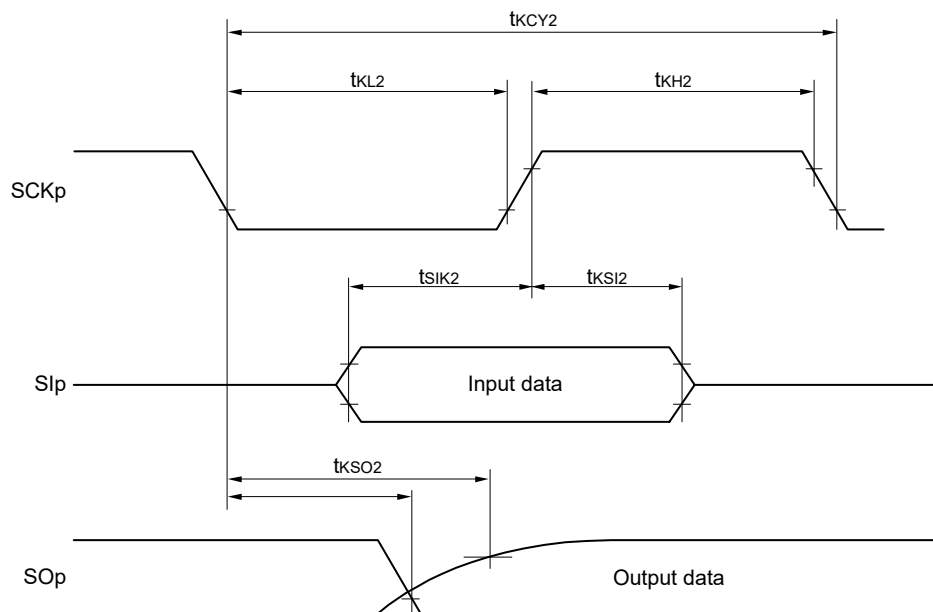 tKCY2
tKL2
tKH2
SCKp
tSIK2
tKSI2
SIp
Input data
tKSO2
SOp
Output data